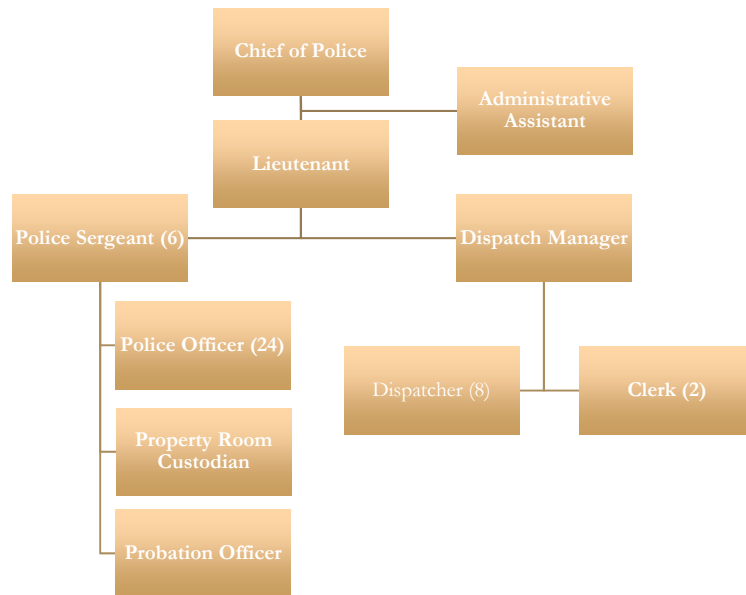 Chief of Police
Administrative
Assistant
Lieutenant
Police Sergeant (6)
Dispatch Manager
Police Officer (24)
Dispatcher (8)
Clerk (2)
Property Room
Custodian
Probation Officer